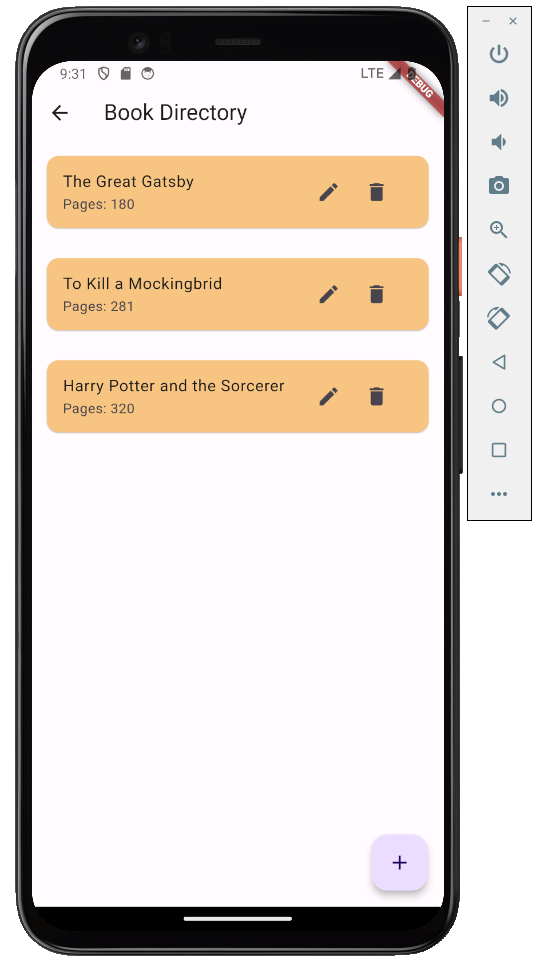 9:31
LTE
DEBUG
Book Directory
The Great Gatsby
Pages: 180
To Kill a Mockingbrid
Pages: 281
Harry Potter and the Sorcerer
Pages: 320